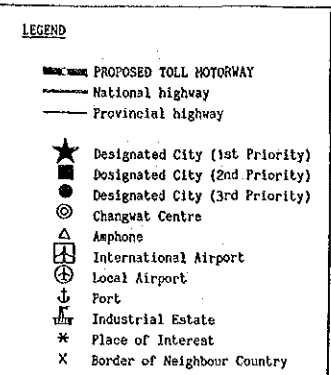 LEGEND
PROPOSED TOLL MOTORWAY
National highway
Provincial highway
Designated City (1st Priority)
Designated City (2nd Priority)
Designated City (3rd Priority)
Changwat Centre
Amphone
International Airport
Local Airport
Port
Industrial Estate
Place of Interest
Border of Neighbour Country